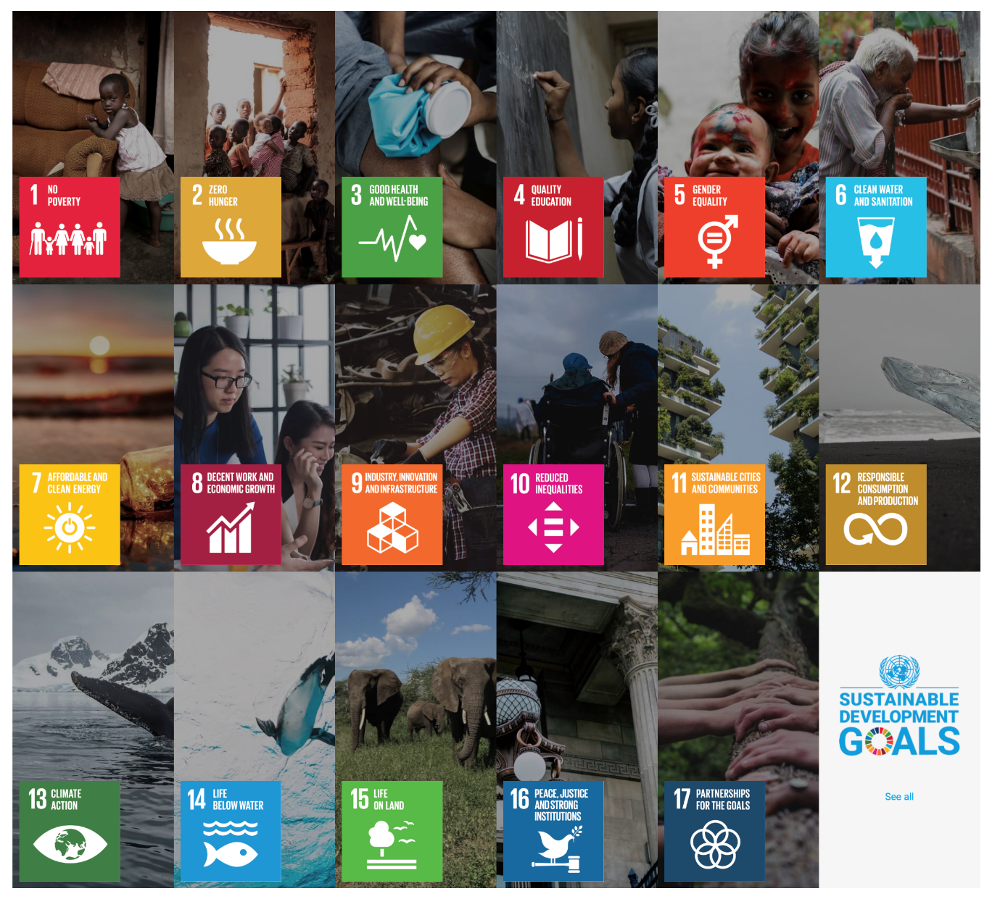 1 NO
POVERTY
2 ZERO
HUNGER
3 GOOD HEALTH
AND WELL-BEING
4 QUALITY
EDUCATION
5 GENDER
EQUALITY
6 CLEAN WATER
AND SANITATION
7 AFFORDABLE AND
CLEAN ENERGY
8 DECENT WORK AND
ECONOMIC GROWTH
9 INDUSTRY, INNOVATION
AND INFRASTRUCTURE
10 REDUCED
INEQUALITIES
11 SUSTAINABLE CITIES
AND COMMUNITIES
12 RESPONSIBLE
CONSUMPTION
AND PRODUCTION
13 CLIMATE
ACTION
14 LIFE
BELOW WATER
15 LIFE
ON LAND
16 PEACE, JUSTICE
AND STRONG
INSTITUTIONS
17 PARTNERSHIPS
FOR THE GOALS
SUSTAINABLE
DEVELOPMENT
GOALS
See all